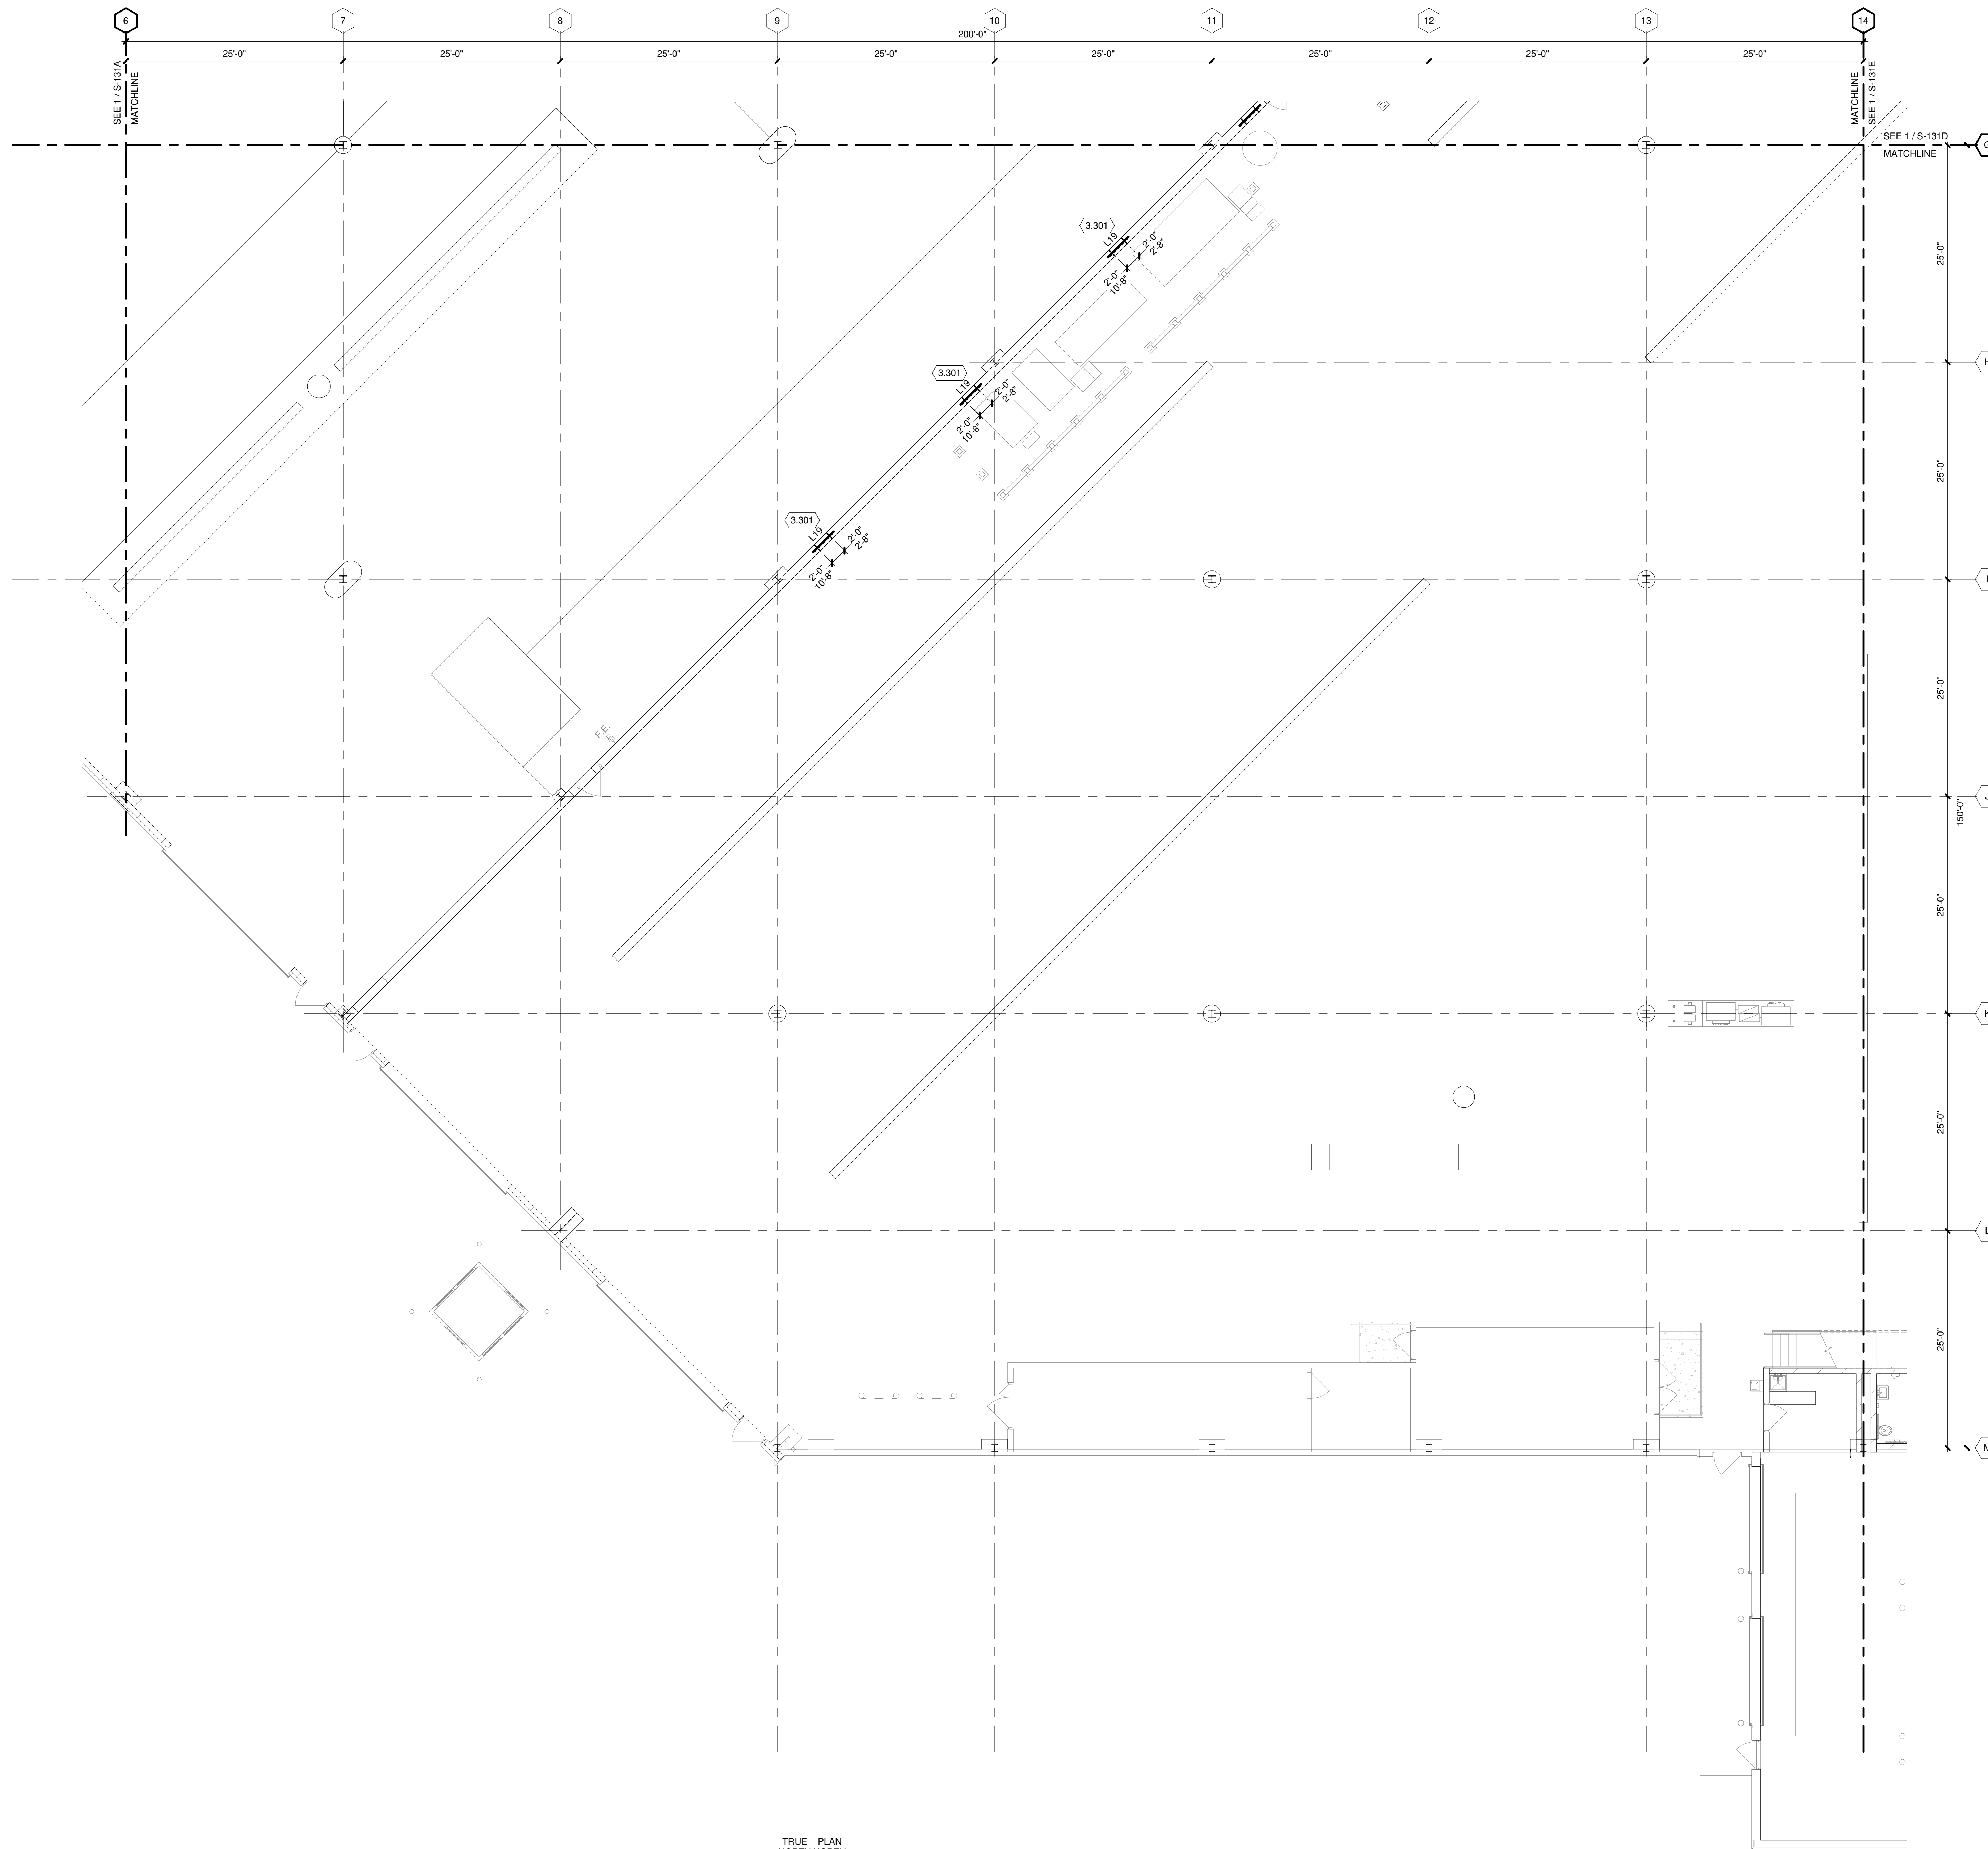 6 7 8 9 10 11 12 13 14
200'-0"
25'-0" 25'-0" 25'-0" 25'-0" 25'-0" 25'-0" 25'-0" 25'-0"
SEE 1 / S-131A
MATCHLINE
MATCHLINE
SEE 1 / S-131E
SEE 1 / S-131D
MATCHLINE
G
3.301
L19
2'-0"
2'-8"
2'-0"
10'-8"
25'-0"
H
3.301
L19
2'-0"
2'-8"
2'-0"
10'-8"
25'-0"
3.301
L19
2'-0"
2'-8"
2'-0"
10'-8"
I
25'-0"
F.E.
J
150'-0"
25'-0"
K
25'-0"
L
25'-0"
M
TRUE PLAN
NORTH NORTH